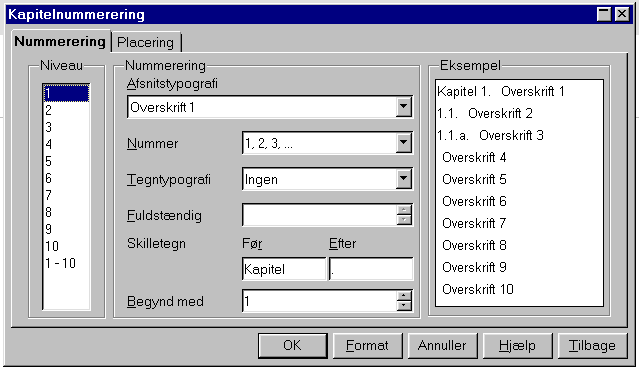 Kapitelnummerering
Nummerering Placering
Niveau
1
2
3
4
5
6
7
8
9
10
1 - 10
Nummerering
Afsnitstypografi
Overskrift 1
Nummer 1, 2, 3, ...
Tegntypografi Ingen
Fuldstændig
Skilletegn Før Efter
Kapitel .
Begynd med 1
Eksempel
Kapitel 1. Overskrift 1
1.1. Overskrift 2
1.1.a. Overskrift 3
Overskrift 4
Overskrift 5
Overskrift 6
Overskrift 7
Overskrift 8
Overskrift 9
Overskrift 10
OK Format Annuller Hjælp Tilbage